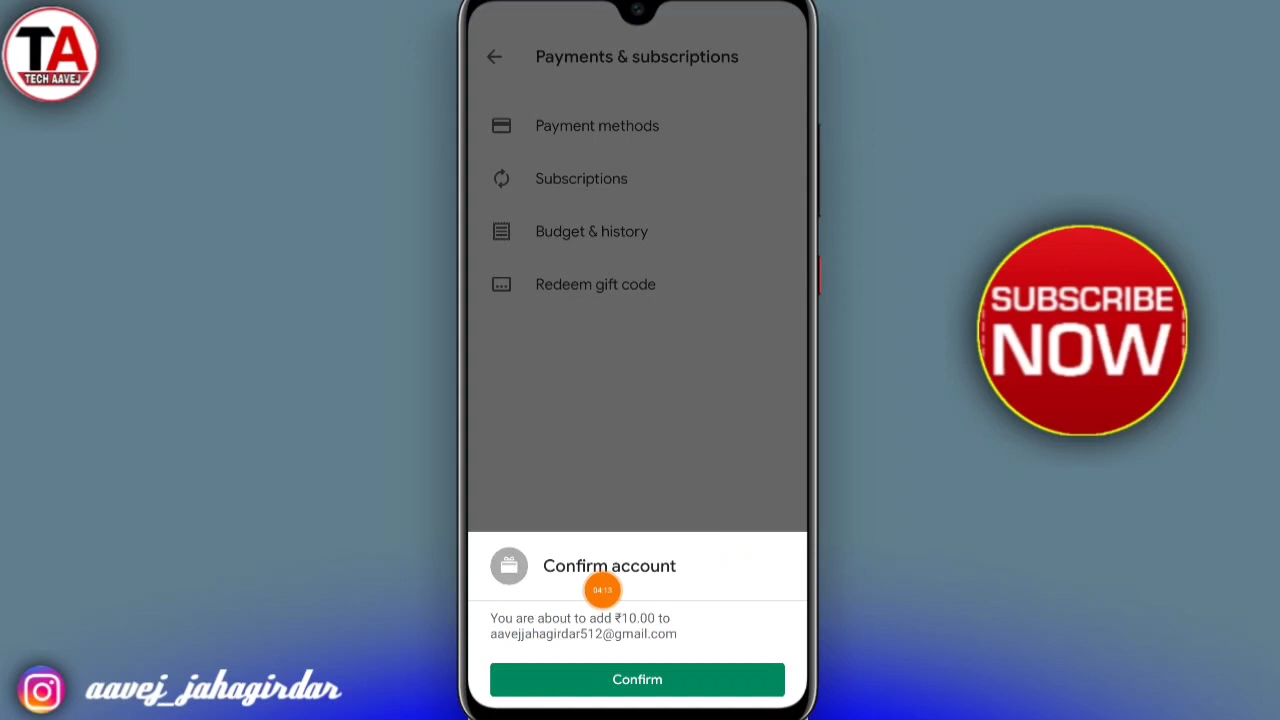 TA
TECH AAVEJ
Payments & subscriptions
Payment methods
Subscriptions
Budget & history
Redeem gift code
SUBSCRIBE
NOW
Confirm account
04:13
You are about to add ₹10.00 to
aavejjahagirdar512@gmail.com
Confirm
aavej_jahagirdar